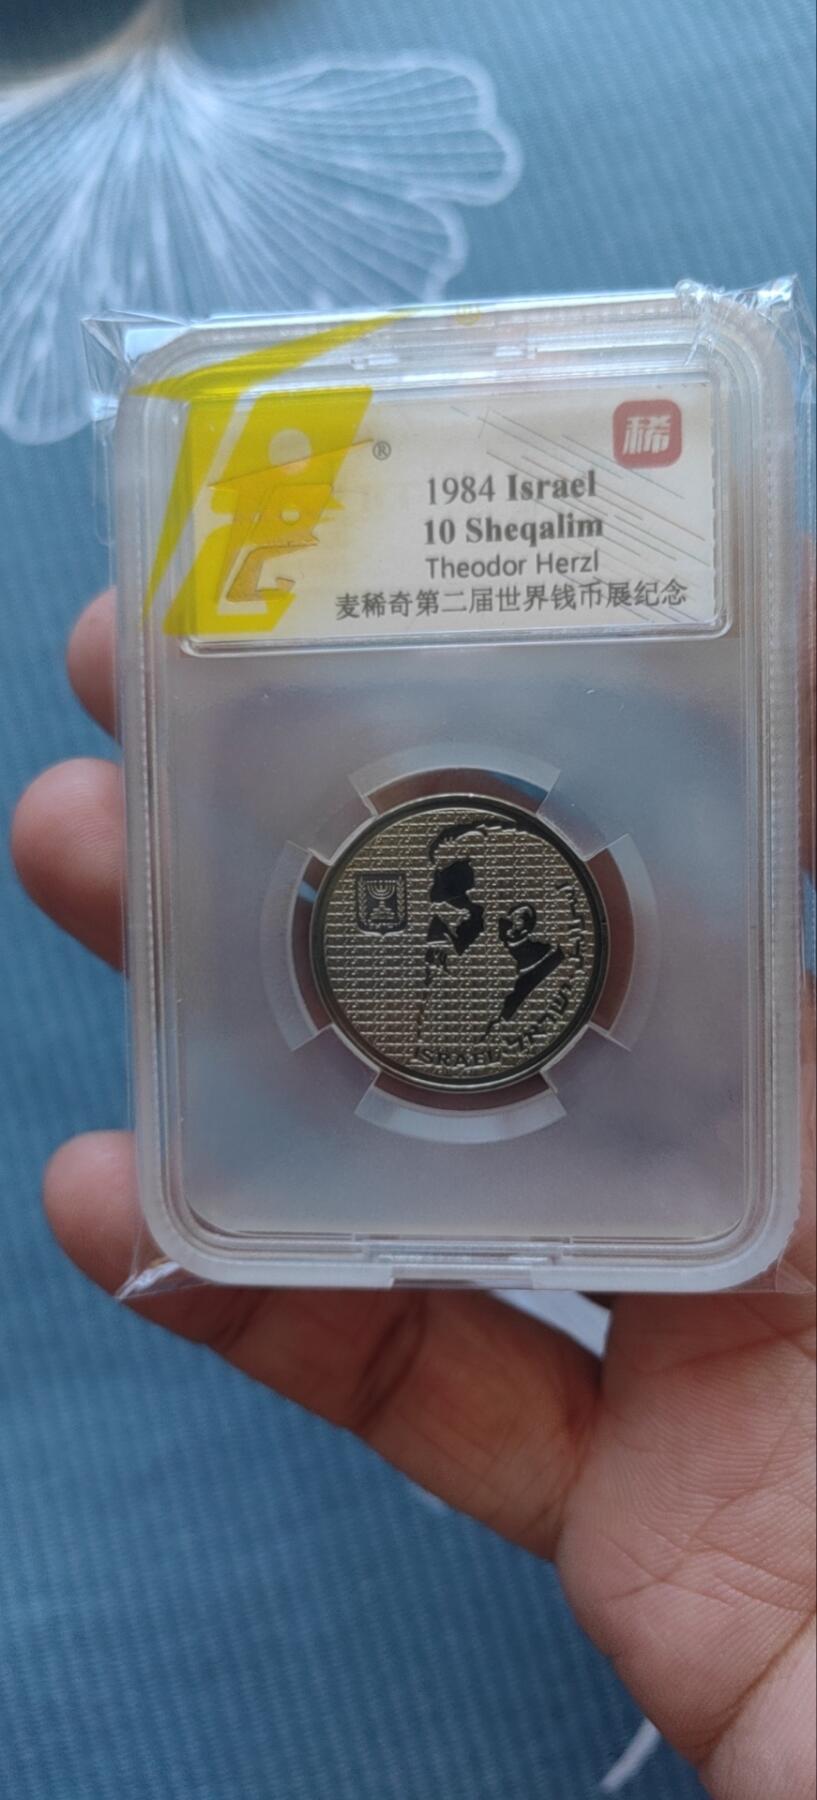 稀
®
1984 Israel
10 Sheqalim
Theodor Herzl
麦稀奇第二届世界钱币展纪念
ISRAEL ישראל